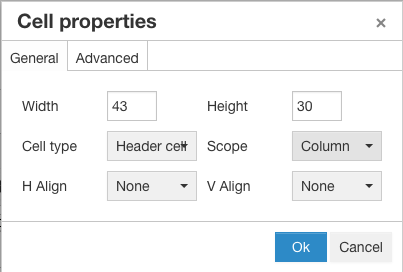 Cell properties ×
General Advanced
Width 43 Height 30
Cell type Header cell Scope Column
H Align None V Align None
Ok Cancel